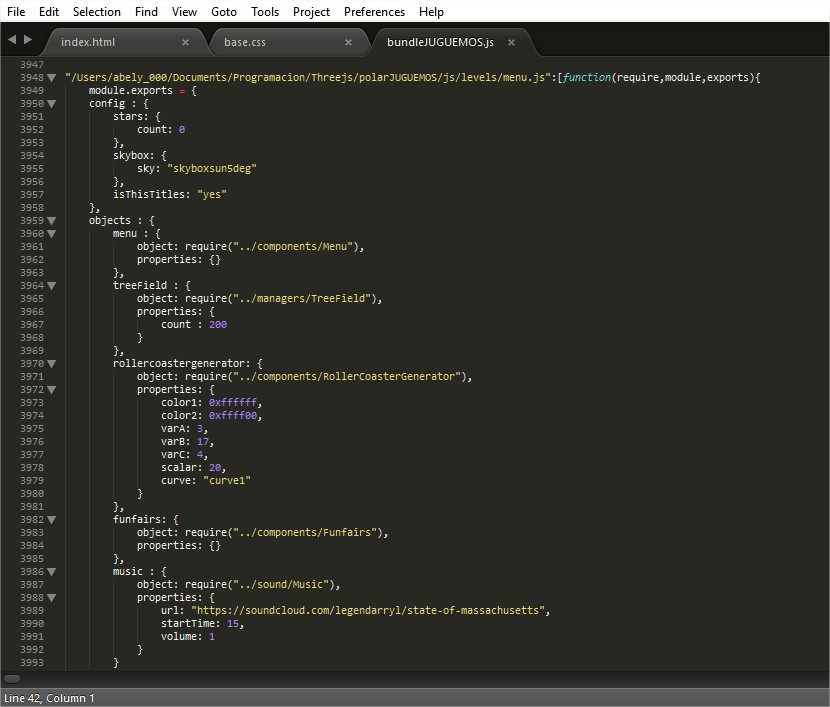 File Edit Selection Find View Goto Tools Project Preferences Help
index.html × base.css × bundleJUGUEMOS.js ×
3947
3948 "/Users/abely_000/Documents/Programacion/Threejs/polarJUGUEMOS/js/levels/menu.js":[function(require,module,exports){
3949 module.exports = {
3950 config : {
3951 stars: {
3952 count: 0
3953 },
3954 skybox: {
3955 sky: "skyboxsun5deg"
3956 },
3957 isThisTitles: "yes"
3958 },
3959 objects : {
3960 menu : {
3961 object: require("../components/Menu"),
3962 properties: {}
3963 },
3964 treeField : {
3965 object: require("../managers/TreeField"),
3966 properties: {
3967 count : 200
3968 }
3969 },
3970 rollercoastergenerator: {
3971 object: require("../components/RollerCoasterGenerator"),
3972 properties: {
3973 color1: 0xffffff,
3974 color2: 0xffff00,
3975 varA: 3,
3976 varB: 17,
3977 varC: 4,
3978 scalar: 20,
3979 curve: "curve1"
3980 }
3981 },
3982 funfairs: {
3983 object: require("../components/Funfairs"),
3984 properties: {}
3985 },
3986 music : {
3987 object: require("../sound/Music"),
3988 properties: {
3989 url: "https://soundcloud.com/legendarryl/state-of-massachusetts",
3990 startTime: 15,
3991 volume: 1
3992 }
3993 }
Line 42, Column 1